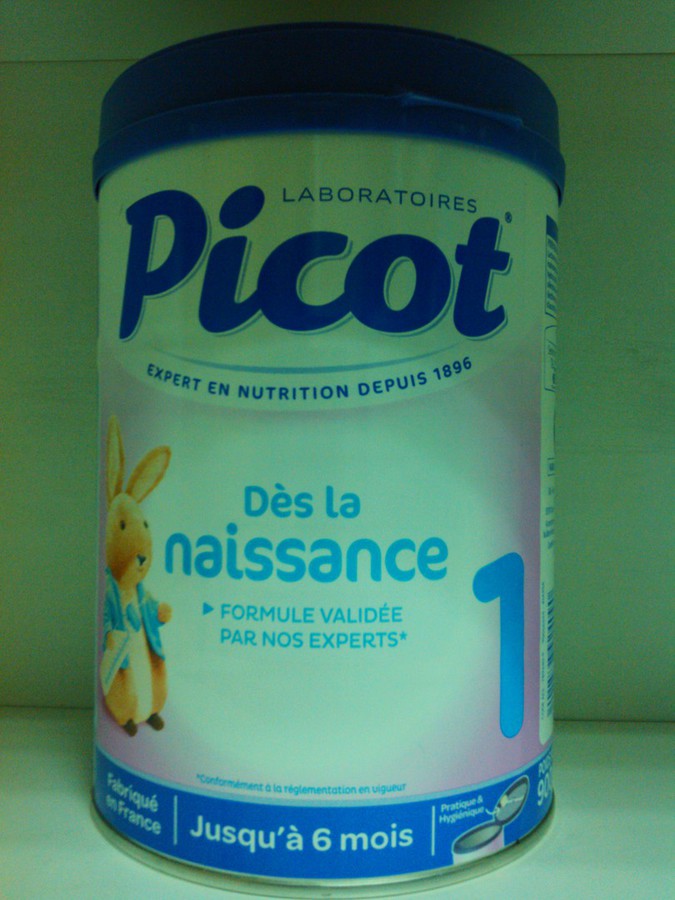 LABORATOIRES
Picot®
EXPERT EN NUTRITION DEPUIS 1896
Dès la
naissance
1
FORMULE VALIDÉE
PAR NOS EXPERTS*
*Conformément à la réglementation en vigueur
Fabriqué
en France
Jusqu'à 6 mois
Pratique &
Hygiénique